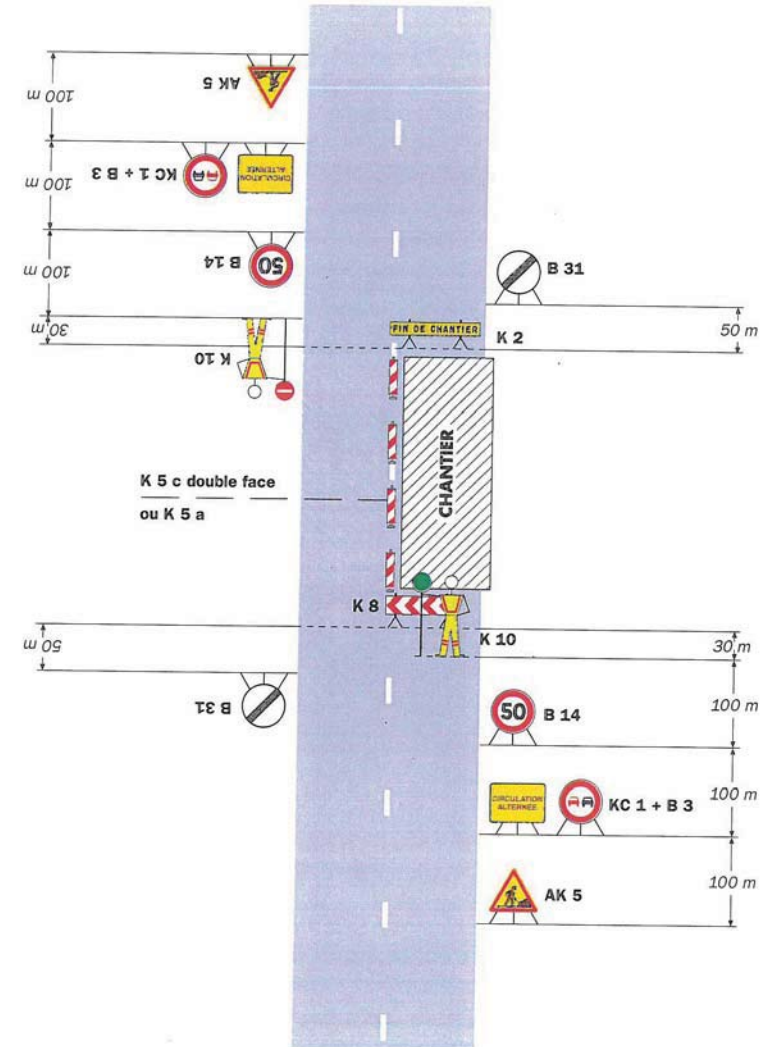 AK 5
100 m
CIRCULATION
ALTERNÉE
KC 1 + B 3
100 m
50
B 14
100 m
30 m
K 10
B 31
50 m
FIN DE CHANTIER
K 2
CHANTIER
K 5 c double face
ou K 5 a
K 8
K 10
50 m
30 m
B 31
50
B 14
100 m
CIRCULATION
ALTERNÉE
KC 1 + B 3
100 m
AK 5
100 m